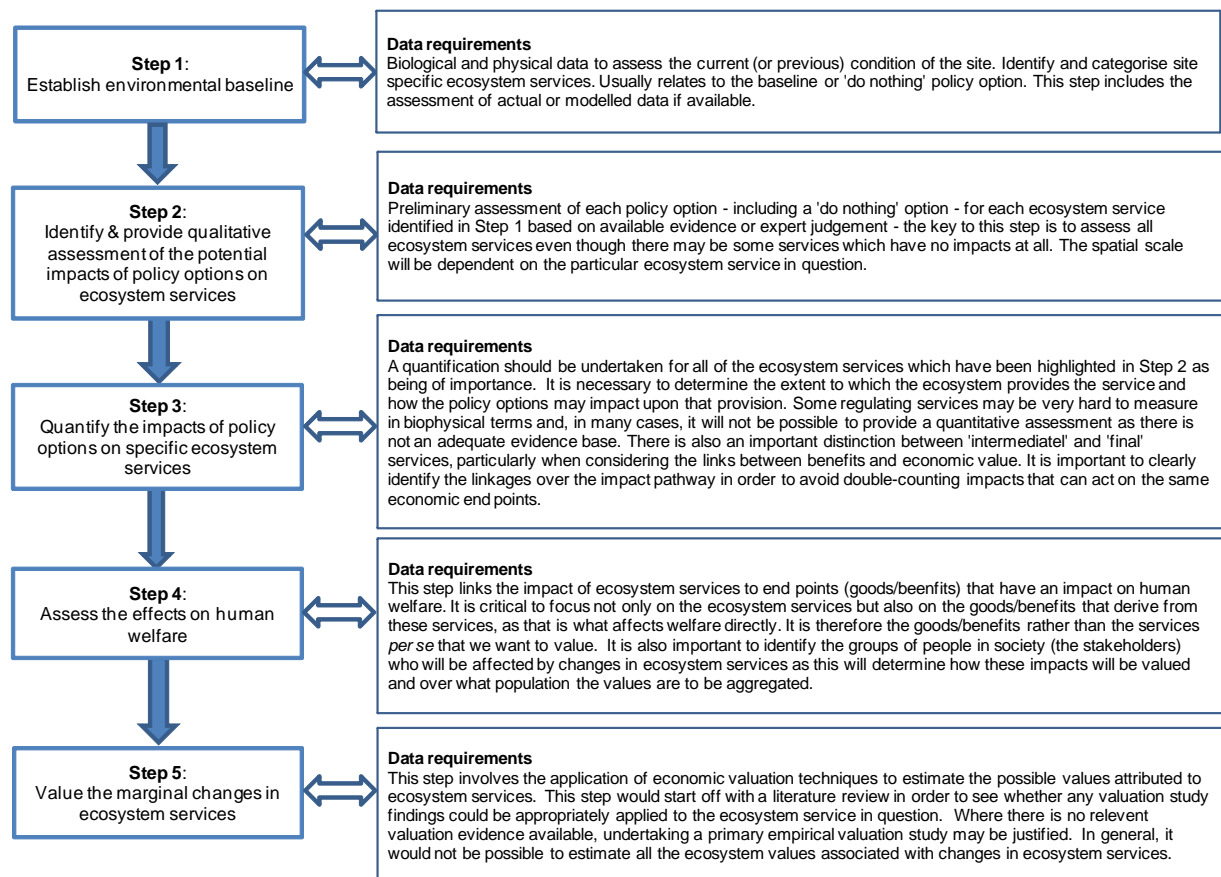 Step 1:
Establish environmental baseline
Data requirements
Biological and physical data to assess the current (or previous) condition of the site. Identify and categorise site
specific ecosystem services. Usually relates to the baseline or 'do nothing' policy option. This step includes the
assessment of actual or modelled data if available.
Step 2:
Identify & provide qualitative
assessment of the potential
impacts of policy options on
ecosystem services
Data requirements
Preliminary assessment of each policy option - including a 'do nothing' option - for each ecosystem service
identified in Step 1 based on available evidence or expert judgement - the key to this step is to assess all
ecosystem services even though there may be some services which have no impacts at all. The spatial scale
will be dependent on the particular ecosystem service in question.
Step 3:
Quantify the impacts of policy
options on specific ecosystem
services
Data requirements
A quantification should be undertaken for all of the ecosystem services which have been highlighted in Step 2 as
being of importance. It is necessary to determine the extent to which the ecosystem provides the service and
how the policy options may impact upon that provision. Some regulating services may be very hard to measure
in biophysical terms and, in many cases, it will not be possible to provide a quantitative assessment as there is
not an adequate evidence base. There is also an important distinction between 'intermediatel' and 'final'
services, particularly when considering the links between benefits and economic value. It is important to clearly
identify the linkages over the impact pathway in order to avoid double-counting impacts that can act on the same
economic end points.
Step 4:
Assess the effects on human
welfare
Data requirements
This step links the impact of ecosystem services to end points (goods/beenfits) that have an impact on human
welfare. It is critical to focus not only on the ecosystem services but also on the goods/benefits that derive from
these services, as that is what affects welfare directly. It is therefore the goods/benefits rather than the services
per se that we want to value. It is also important to identify the groups of people in society (the stakeholders)
who will be affected by changes in ecosystem services as this will determine how these impacts will be valued
and over what population the values are to be aggregated.
Step 5:
Value the marginal changes in
ecosystem services
Data requirements
This step involves the application of economic valuation techniques to estimate the possible values attributed to
ecosystem services. This step would start off with a literature review in order to see whether any valuation study
findings could be appropriately applied to the ecosystem service in question. Where there is no relevant
valuation evidence available, undertaking a primary empirical valuation study may be justified. In general, it
would not be possible to estimate all the ecosystem values associated with changes in ecosystem services.